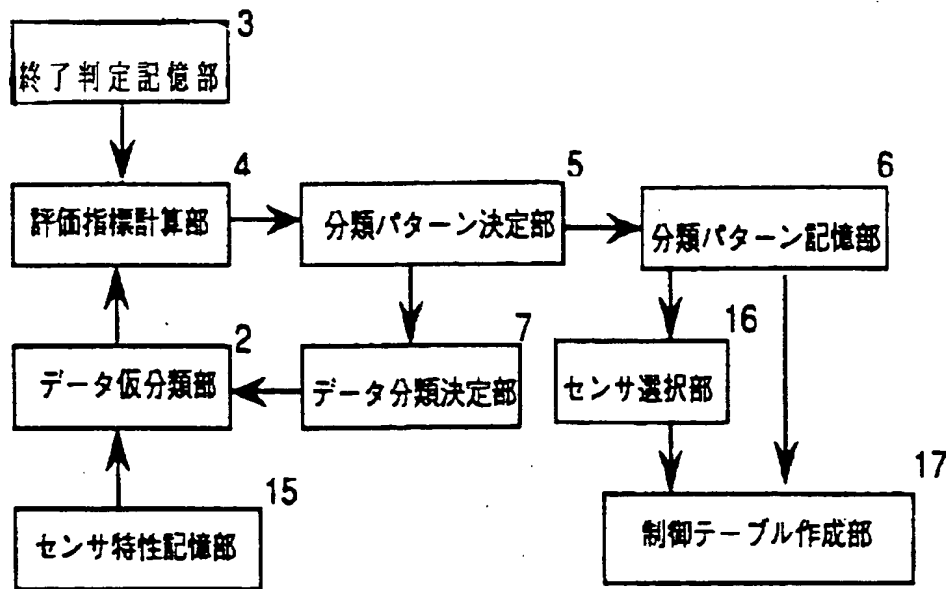 3
終了判定記憶部
4
評価指標計算部
5
分類パターン決定部
6
分類パターン記憶部
2
データ仮分類部
7
データ分類決定部
16
センサ選択部
15
センサ特性記憶部
17
制御テーブル作成部